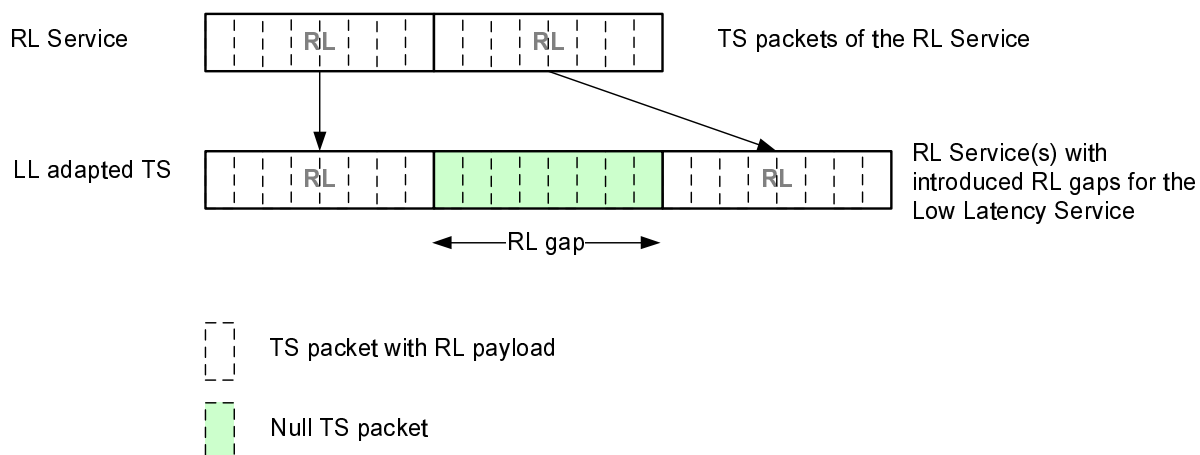 RL Service
RL
RL
TS packets of the RL Service
LL adapted TS
RL
RL
RL Service(s) with
introduced RL gaps for the
Low Latency Service
RL gap
TS packet with RL payload
Null TS packet